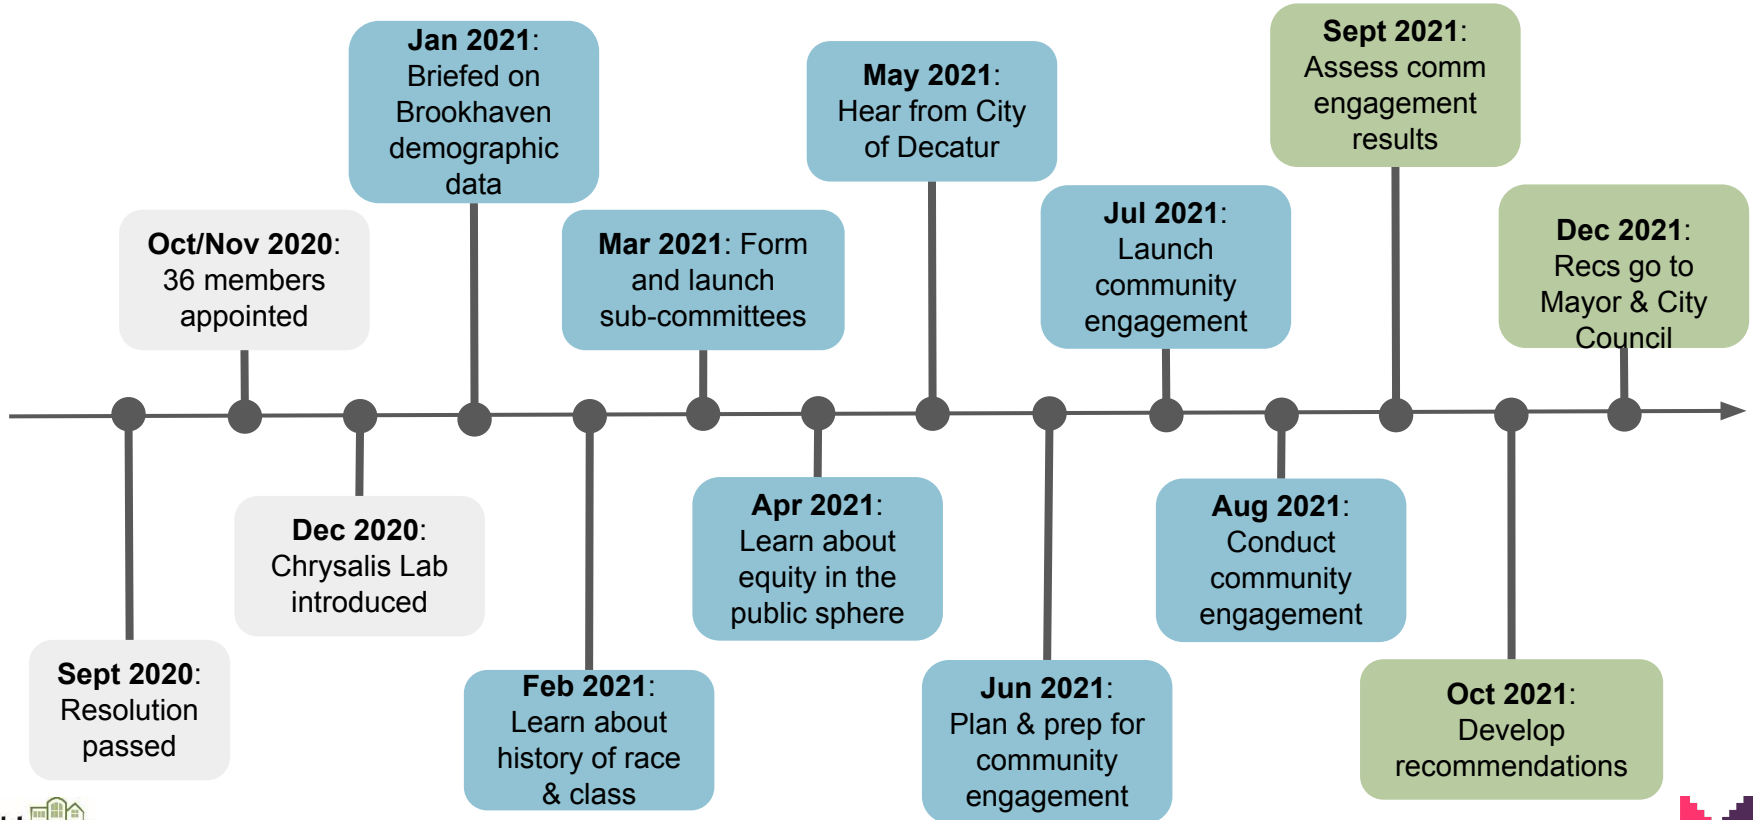 Sept 2020:
Resolution
passed
Oct/Nov 2020:
36 members
appointed
Dec 2020:
Chrysalis Lab
introduced
Jan 2021:
Briefed on
Brookhaven
demographic
data
Feb 2021:
Learn about
history of race
& class
Mar 2021: Form
and launch
sub-committees
Apr 2021:
Learn about
equity in the
public sphere
May 2021:
Hear from City
of Decatur
Jun 2021:
Plan & prep for
community
engagement
Jul 2021:
Launch
community
engagement
Aug 2021:
Conduct
community
engagement
Sept 2021:
Assess comm
engagement
results
Oct 2021:
Develop
recommendations
Dec 2021:
Recs go to
Mayor & City
Council